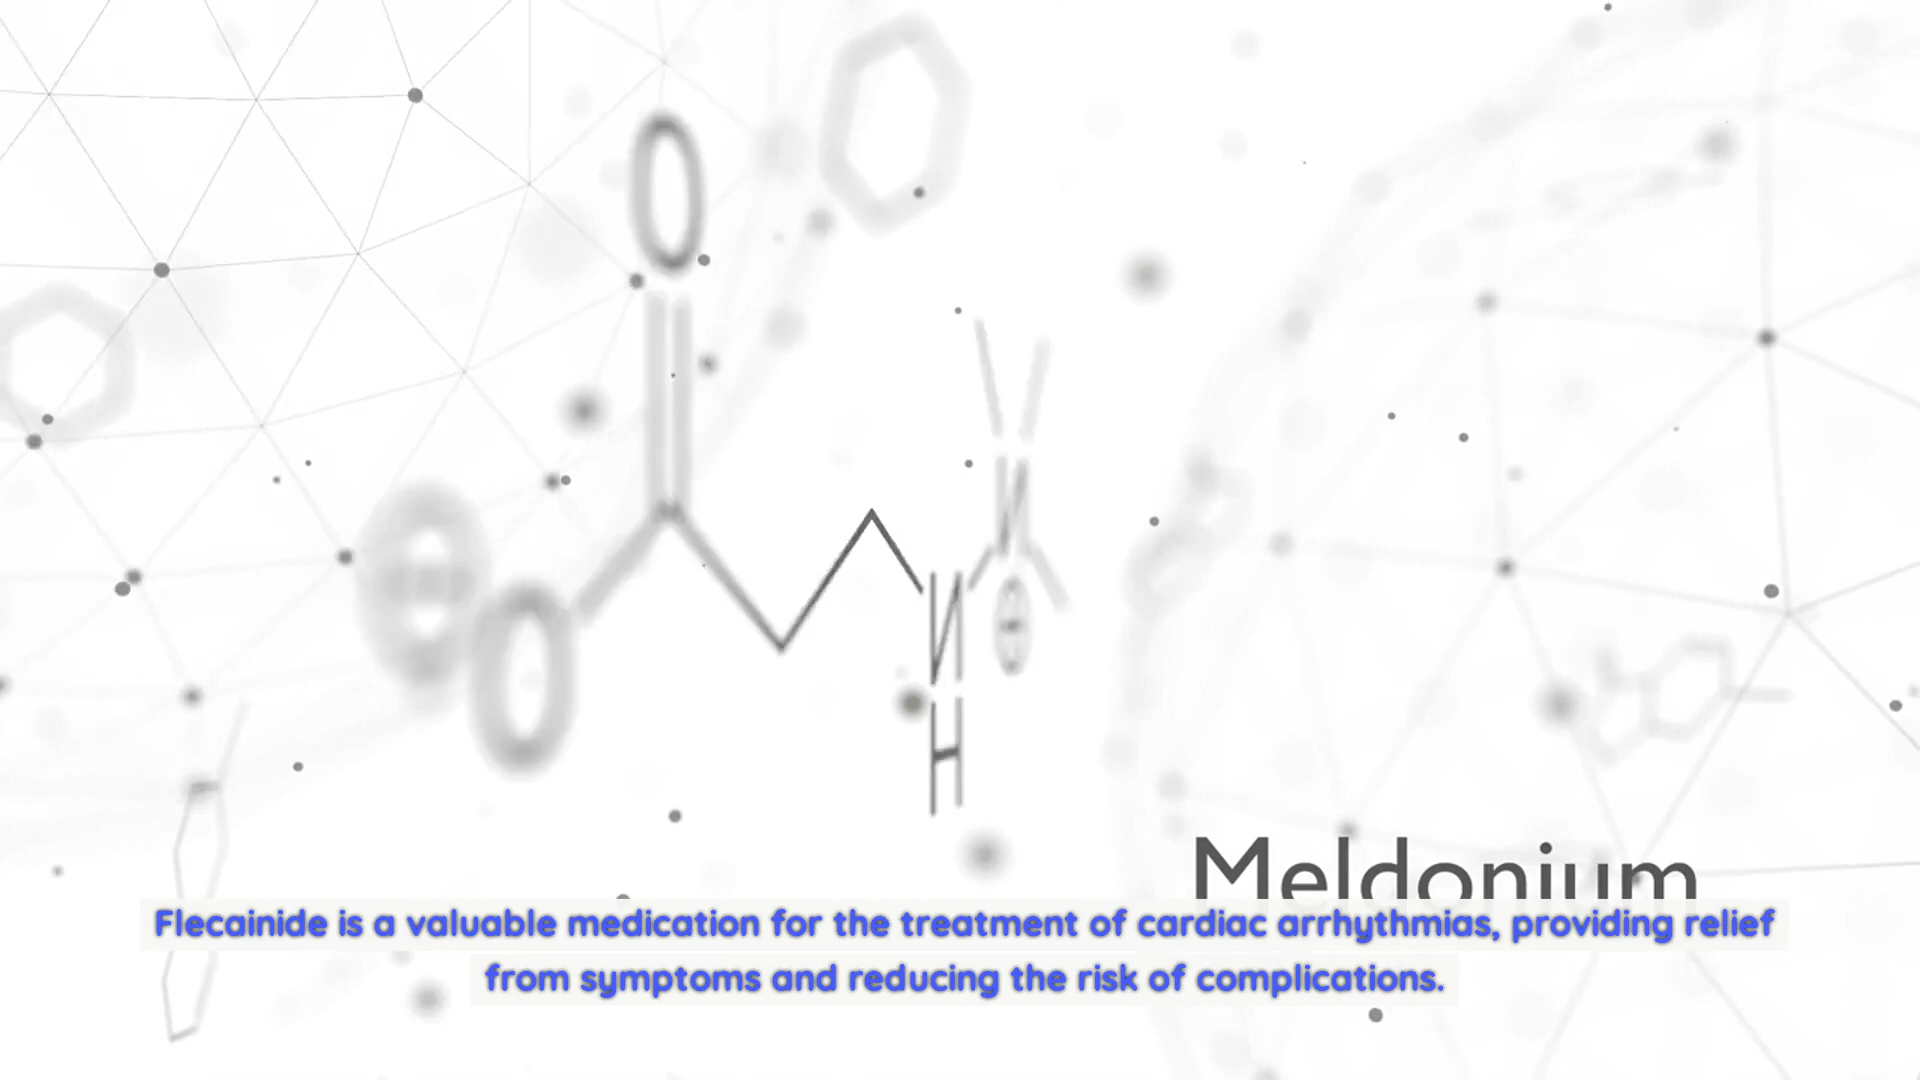 O
O
N
H
Meldonium
Flecainide is a valuable medication for the treatment of cardiac arrhythmias, providing relief
from symptoms and reducing the risk of complications.